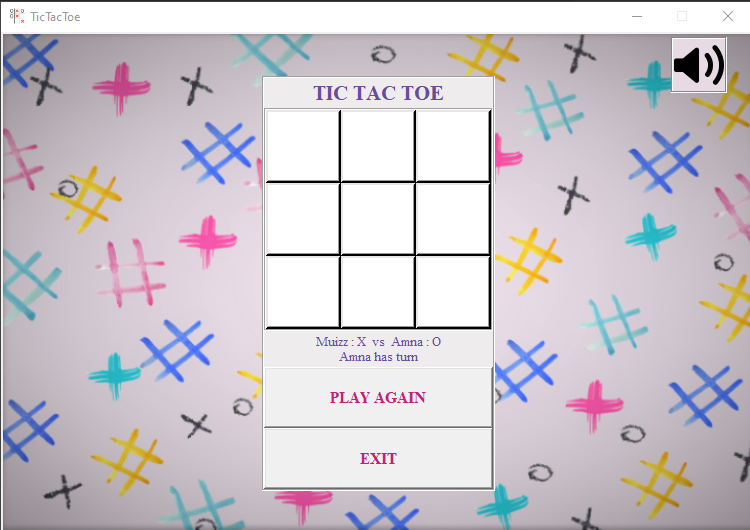 TicTacToe
TIC TAC TOE
Muizz : X  vs  Amna : O
Amna has turn
PLAY AGAIN
EXIT